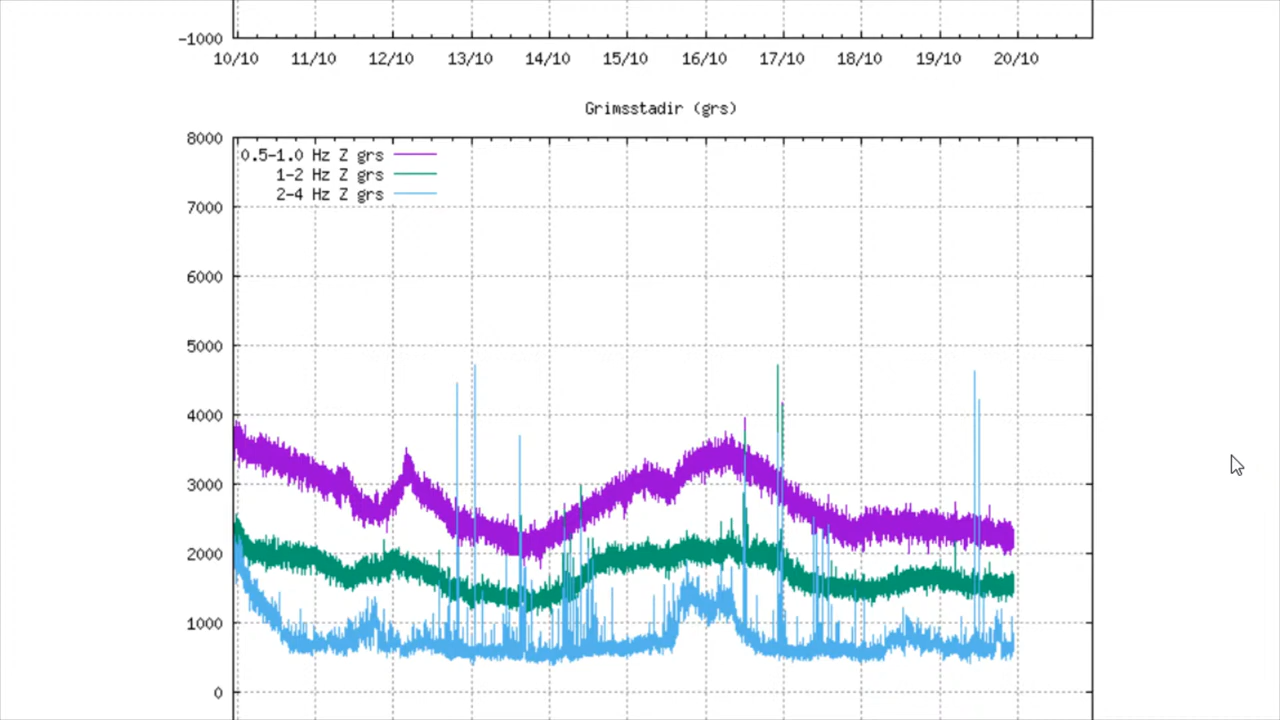 -1000
10/10 11/10 12/10 13/10 14/10 15/10 16/10 17/10 18/10 19/10 20/10
Grimsstadir (grs)
8000
0.5-1.0 Hz Z grs
1-2 Hz Z grs
2-4 Hz Z grs
7000
6000
5000
4000
3000
2000
1000
0